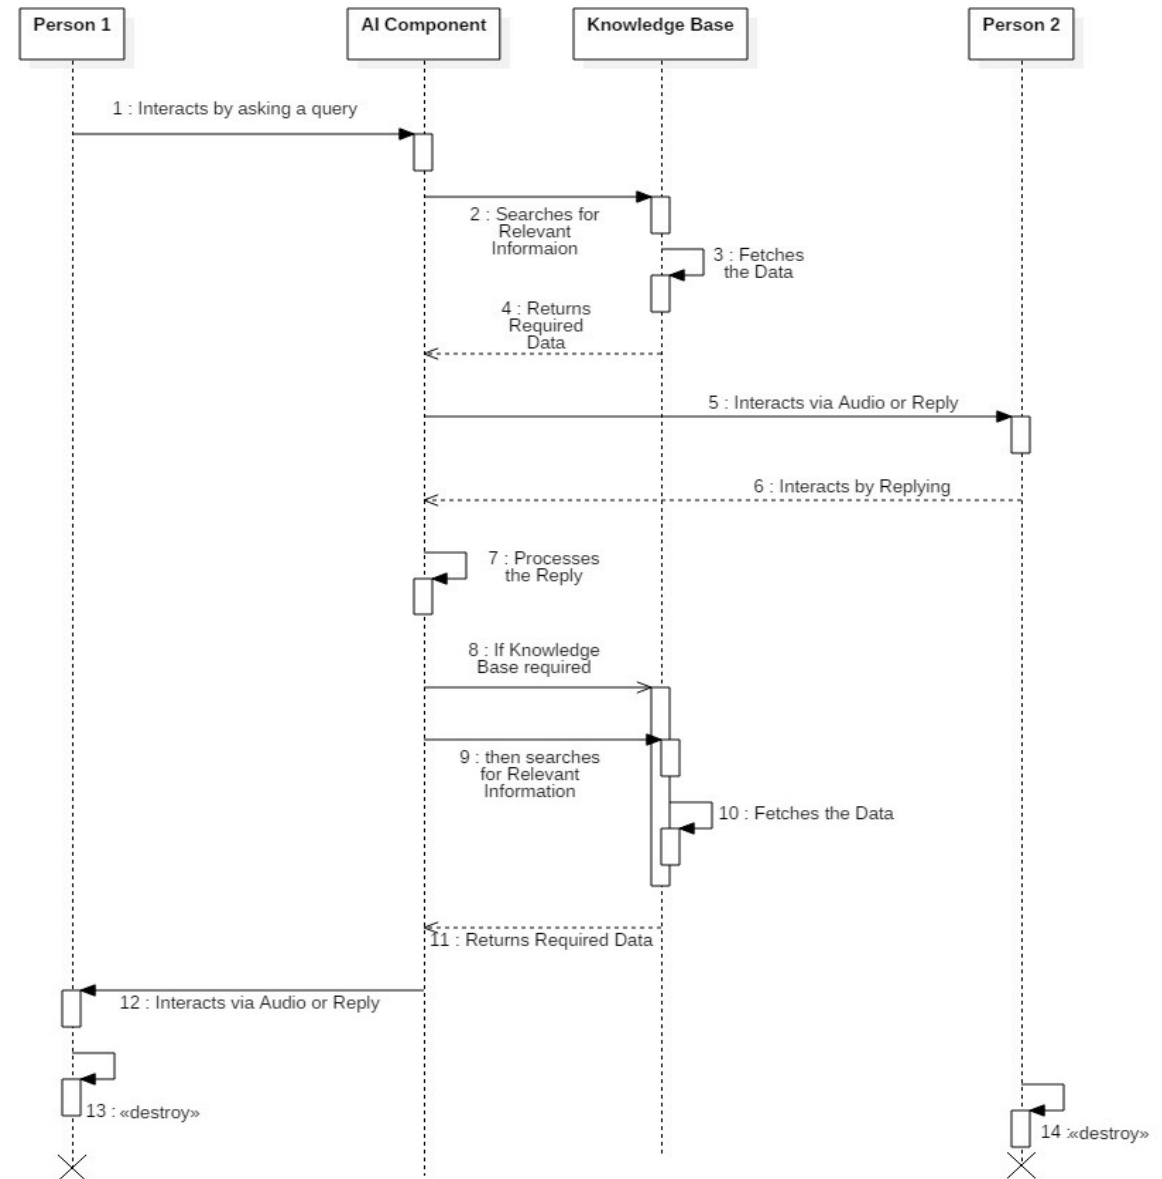 Person 1
AI Component
Knowledge Base
Person 2
1 : Interacts by asking a query
2 : Searches for
Relevant
Informaion
3 : Fetches
the Data
4 : Returns
Required
Data
5 : Interacts via Audio or Reply
6 : Interacts by Replying
7 : Processes
the Reply
8 : If Knowledge
Base required
9 : then searches
for Relevant
Information
10 : Fetches the Data
11 : Returns Required Data
12 : Interacts via Audio or Reply
13 : «destroy»
14 : «destroy»